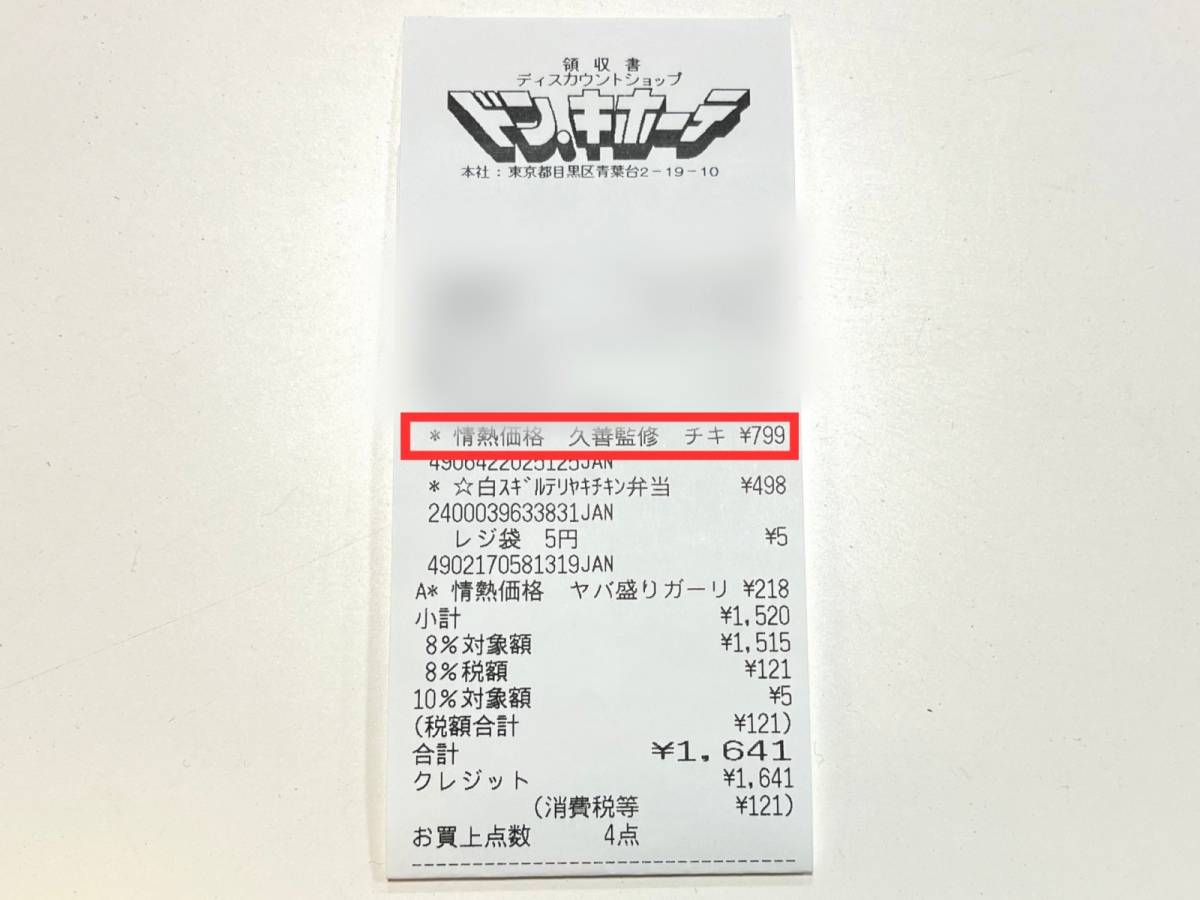 領収書
ディスカウントショップ
ドン.キホーテ
本社:東京都目黒区青葉台2-19-10
* 情熱価格 久善監修 チキ ¥799
4906422025125JAN
* ☆白スギルテリヤキチキン弁当 ¥498
2400039633831JAN
レジ袋 5円 ¥5
4902170581319JAN
A* 情熱価格 ヤバ盛りガーリ ¥218
小計 ¥1,520
8%対象額 ¥1,515
8%税額 ¥121
10%対象額 ¥5
(税額合計 ¥121)
合計 ¥1,641
クレジット ¥1,641
(消費税等 ¥121)
お買上点数 4点